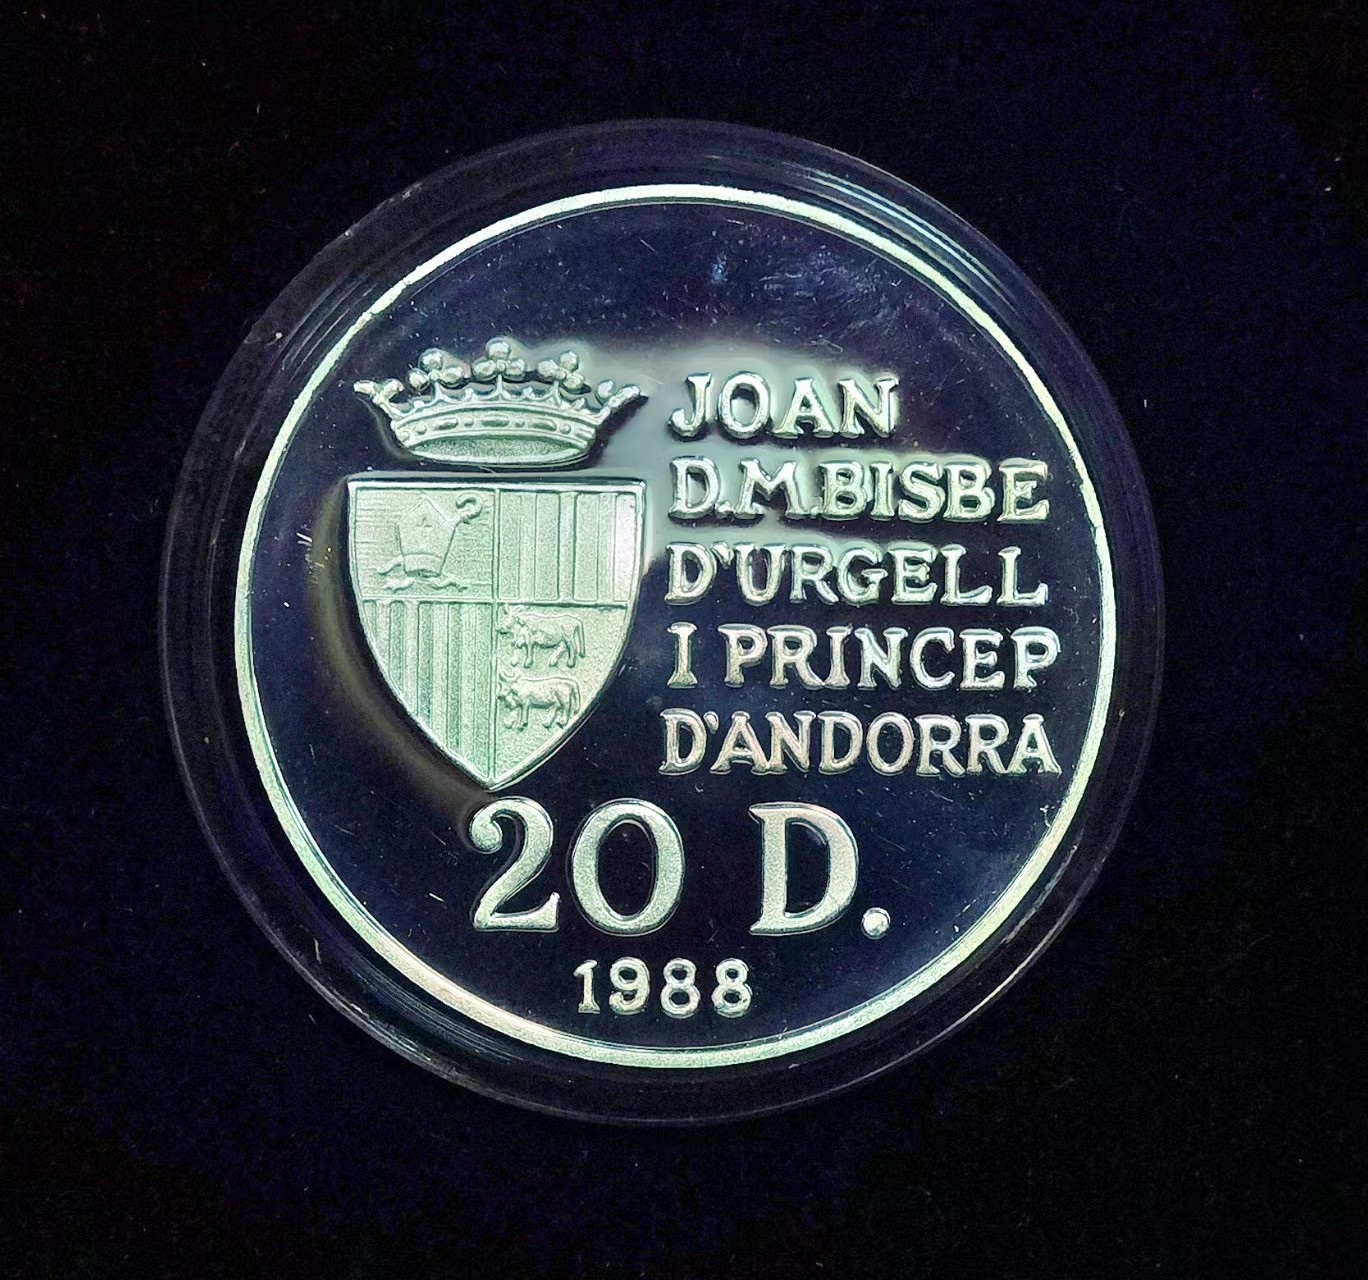 JOAN
D.M.BISBE
D'URGELL
I PRINCEP
D'ANDORRA
20 D.
1988